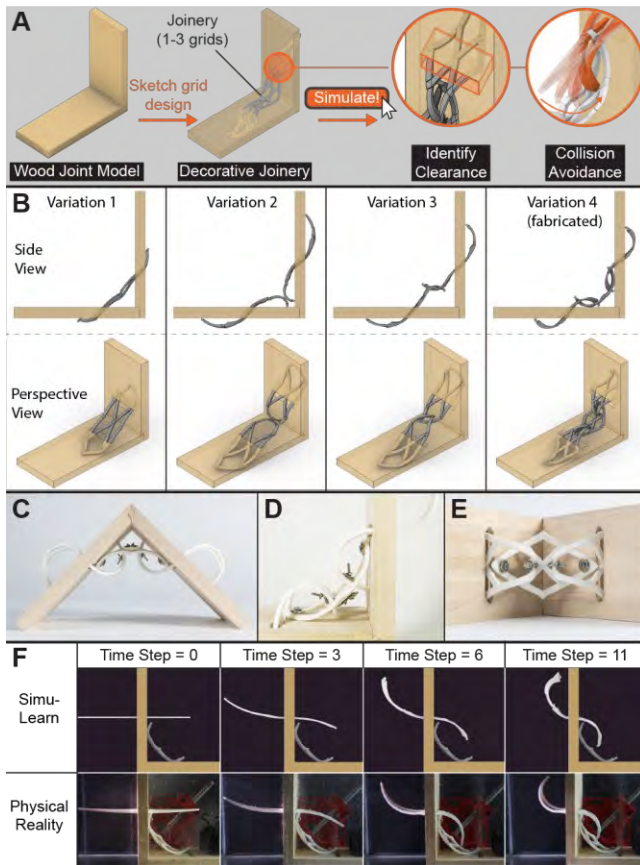 A
Joinery
(1-3 grids)
Sketch grid
design
Simulate!
Wood Joint Model
Decorative Joinery
Identify
Clearance
Collision
Avoidance
B
Variation 1
Variation 2
Variation 3
Variation 4
(fabricated)
Side
View
Perspective
View
C
D
E
F
Time Step = 0
Time Step = 3
Time Step = 6
Time Step = 11
Simu-
Learn
Physical
Reality